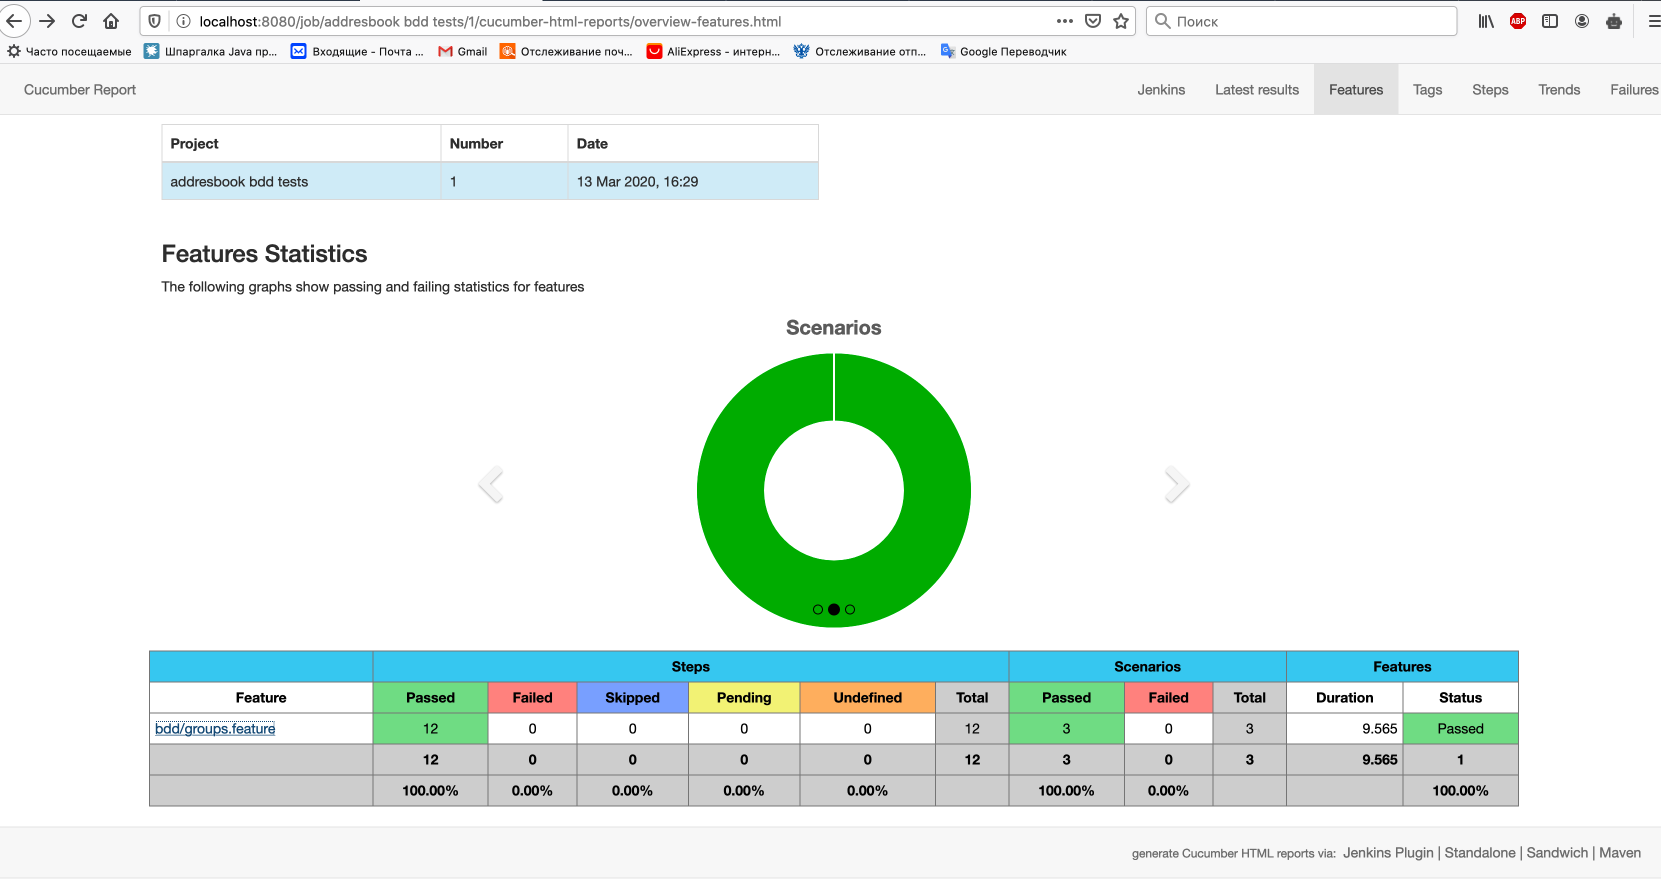 localhost:8080/job/addresbook bdd tests/1/cucumber-html-reports/overview-features.html ••• Поиск ABP
Часто посещаемые Шпаргалка Java пр... Входящие - Почта ... Gmail Отслеживание поч... AliExpress - интерн... Отслеживание отп... Google Переводчик
Cucumber Report Jenkins Latest results Features Tags Steps Trends Failures
Project Number Date
addresbook bdd tests 1 13 Mar 2020, 16:29
Features Statistics
The following graphs show passing and failing statistics for features
Scenarios
Steps Scenarios Features
Feature Passed Failed Skipped Pending Undefined Total Passed Failed Total Duration Status
bdd/groups.feature 12 0 0 0 0 12 3 0 3 9.565 Passed
12 0 0 0 0 12 3 0 3 9.565 1
100.00% 0.00% 0.00% 0.00% 0.00% 100.00% 0.00% 100.00%
generate Cucumber HTML reports via: Jenkins Plugin | Standalone | Sandwich | Maven